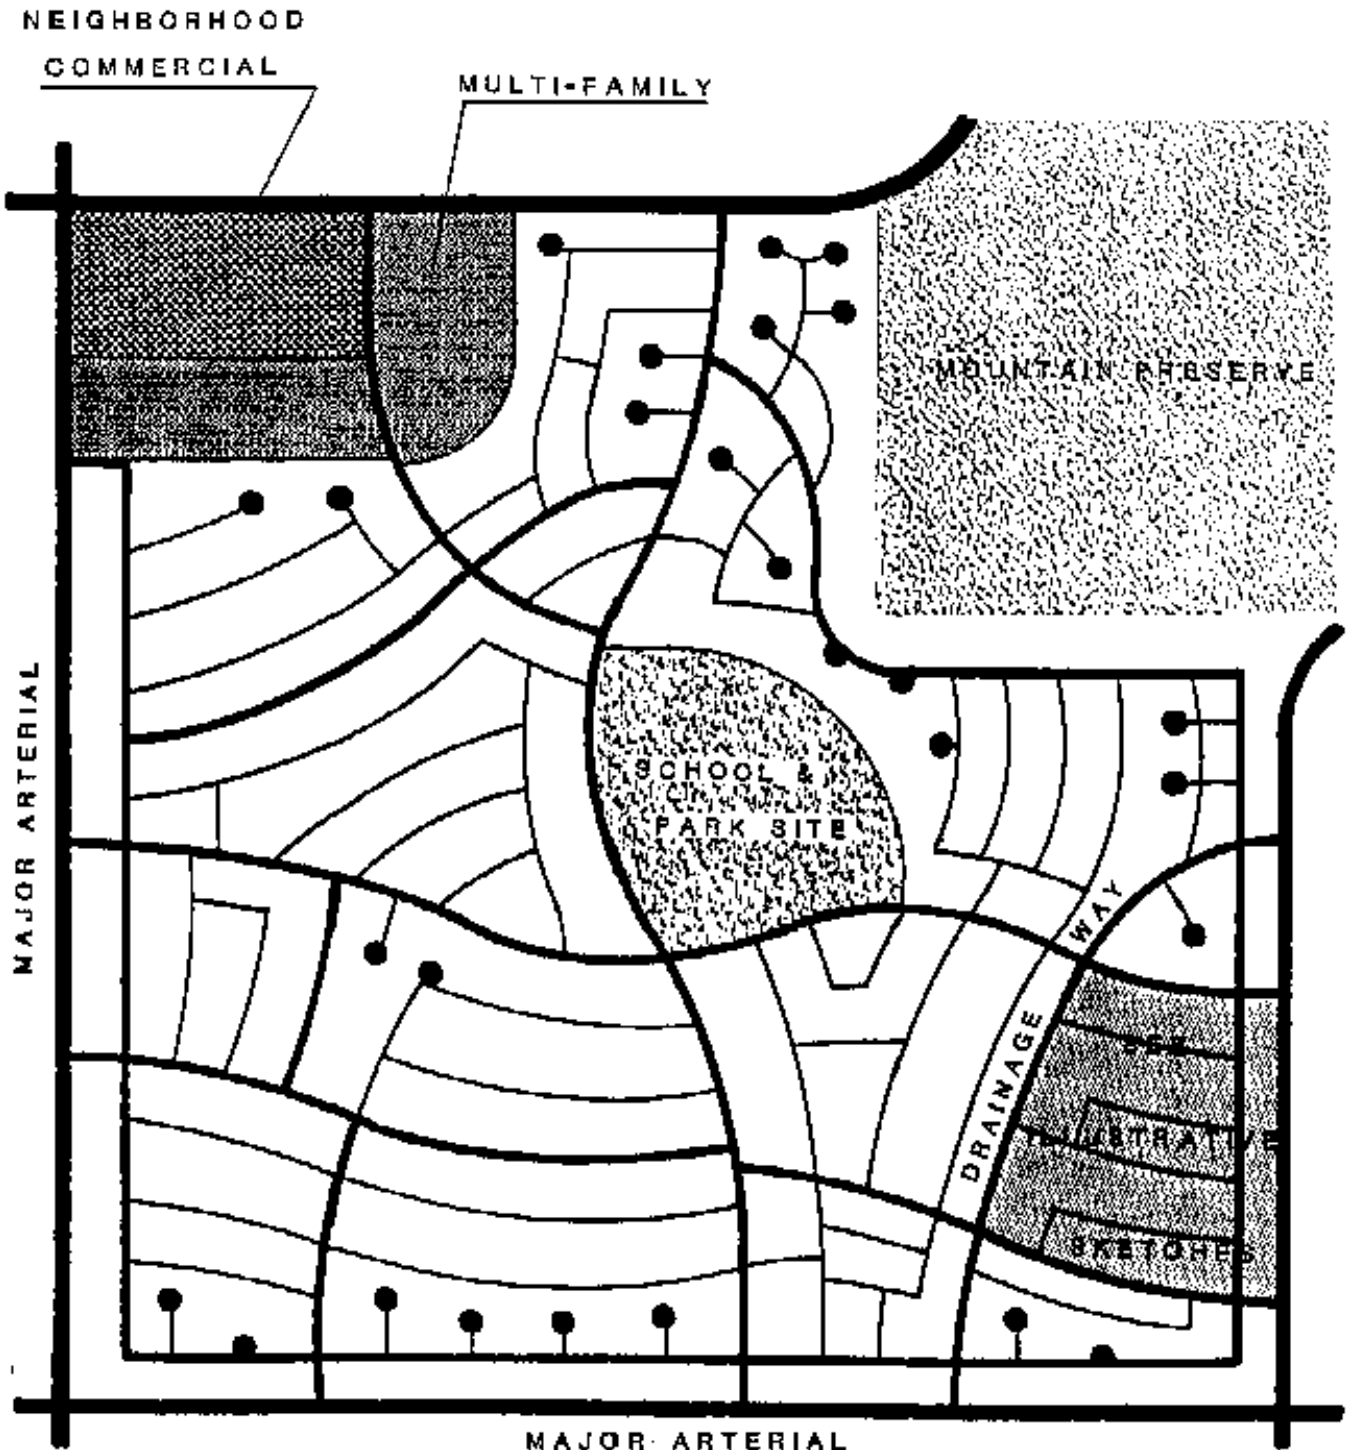 NEIGHBORHOOD
COMMERCIAL
MULTI-FAMILY
MOUNTAIN PRESERVE
MAJOR ARTERIAL
SCHOOL &
PARK SITE
DRAINAGE WAY
SEE
ILLUSTRATIVE
SKETCHES
MAJOR ARTERIAL